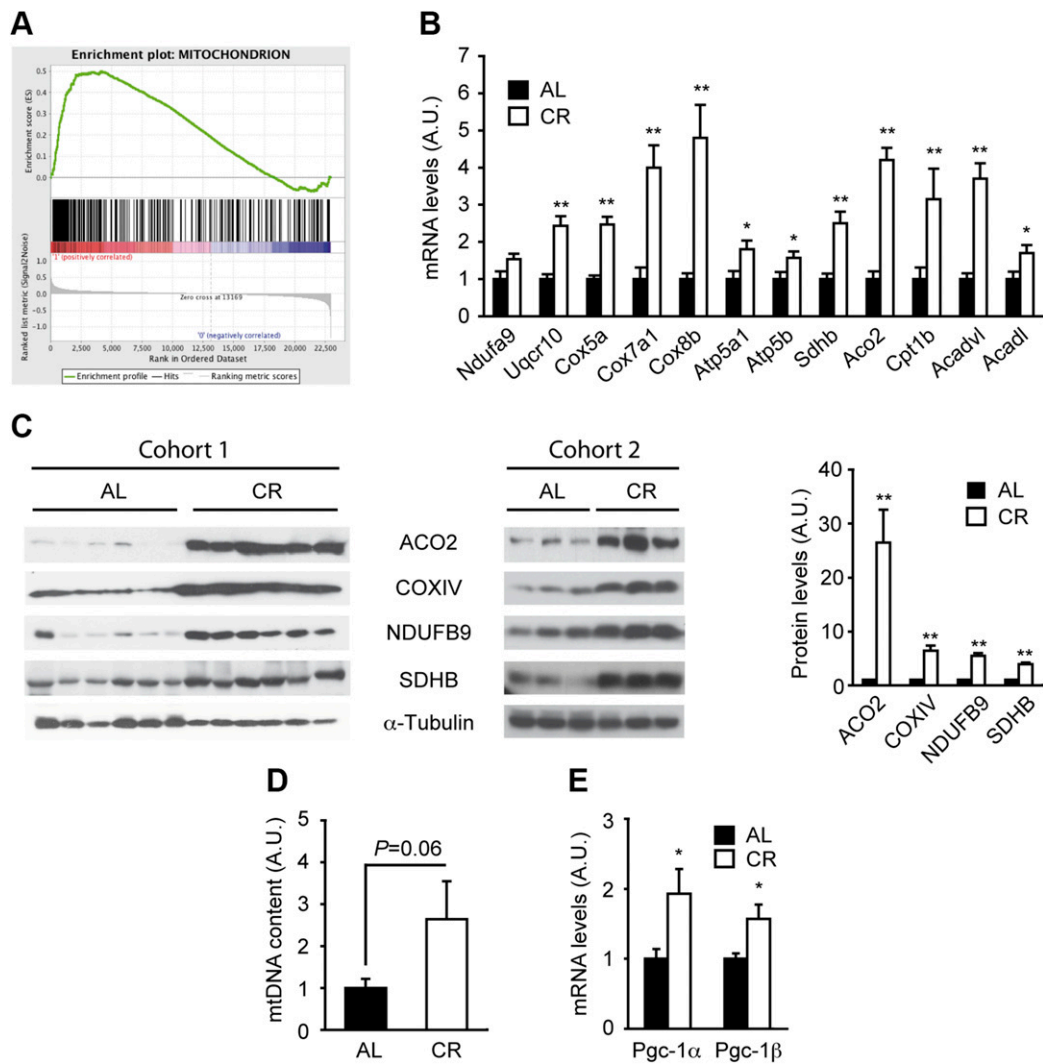 A
Enrichment plot: MITOCHONDRION
Enrichment score (ES)
0.5
0.4
0.3
0.2
0.1
0.0
'1' (positively correlated)
Ranked list metric (Signal2Noise)
1.0
0.5
0.0
-0.5
-1.0
Zero cross at 13169
'0' (negatively correlated)
0 2,500 5,000 7,500 10,000 12,500 15,000 17,500 20,000 22,500
Rank in Ordered Dataset
Enrichment profile Hits Ranking metric scores
B
mRNA levels (A.U.)
7
6
5
4
3
2
1
0
AL
CR
** ** ** ** * * ** ** ** ** *
Ndufa9 Uqcr10 Cox5a Cox7a1 Cox8b Atp5a1 Atp5b Sdhb Aco2 Cpt1b Acadvl Acadl
C
Cohort 1
AL CR
Cohort 2
AL CR
ACO2
COXIV
NDUFB9
SDHB
α-Tubulin
Protein levels (A.U.)
40
30
20
10
0
AL
CR
** ** ** **
ACO2 COXIV NDUFB9 SDHB
D
mtDNA content (A.U.)
5
4
3
2
1
0
P=0.06
AL CR
E
mRNA levels (A.U.)
3
2
1
0
AL
CR
* *
Pgc-1α Pgc-1β